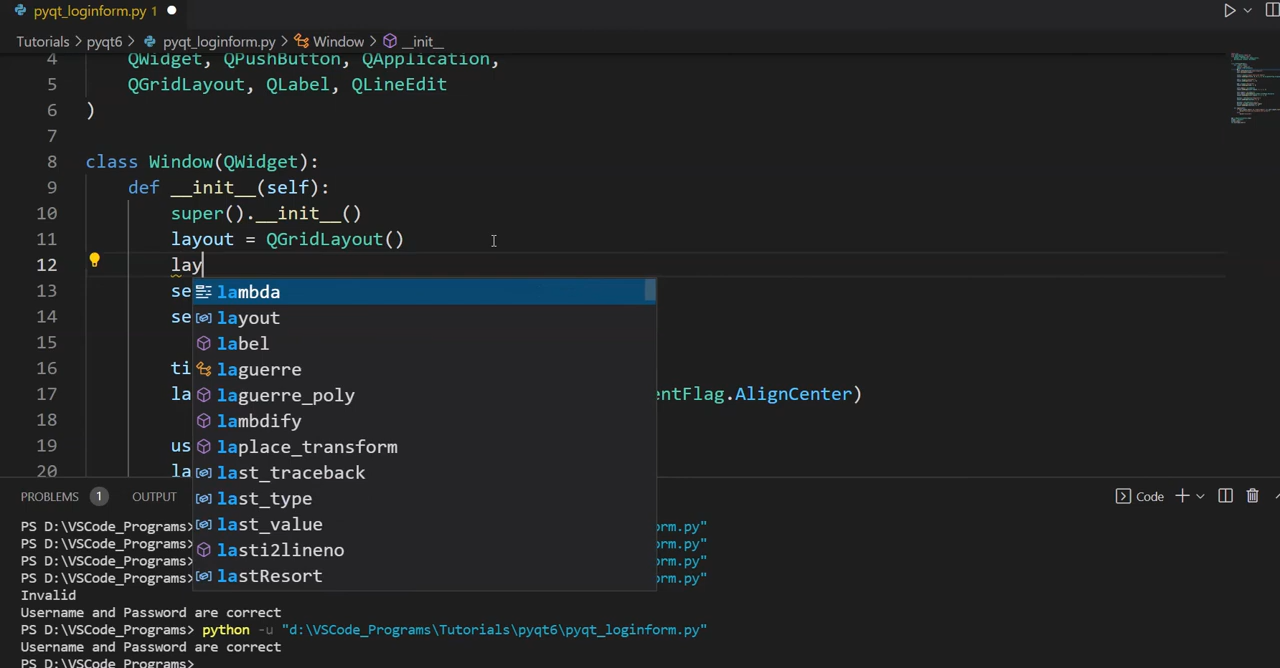 pyqt_loginform.py 1
Tutorials > pyqt6 > pyqt_loginform.py > Window > __init__
4 QWidget, QPushButton, QApplication,
5 QGridLayout, QLabel, QLineEdit
6 )
7
8 class Window(QWidget):
9 def __init__(self):
10 super().__init__()
11 layout = QGridLayout()
12 lay
13 se
lambda
14 se
layout
15
label
16 ti
laguerre
17 la
laguerre_poly
entFlag.AlignCenter)
18
lambdify
19 us
laplace_transform
20 la
last_traceback
last_type
last_value
lasti2lineno
lastResort
PROBLEMS 1 OUTPUT
Code
PS D:\VSCode_Programs> orm.py"
PS D:\VSCode_Programs> orm.py"
PS D:\VSCode_Programs> orm.py"
PS D:\VSCode_Programs> orm.py"
Invalid
Username and Password are correct
PS D:\VSCode_Programs> python -u "d:\VSCode_Programs\Tutorials\pyqt6\pyqt_loginform.py"
Username and Password are correct
PS D:\VSCode_Programs>